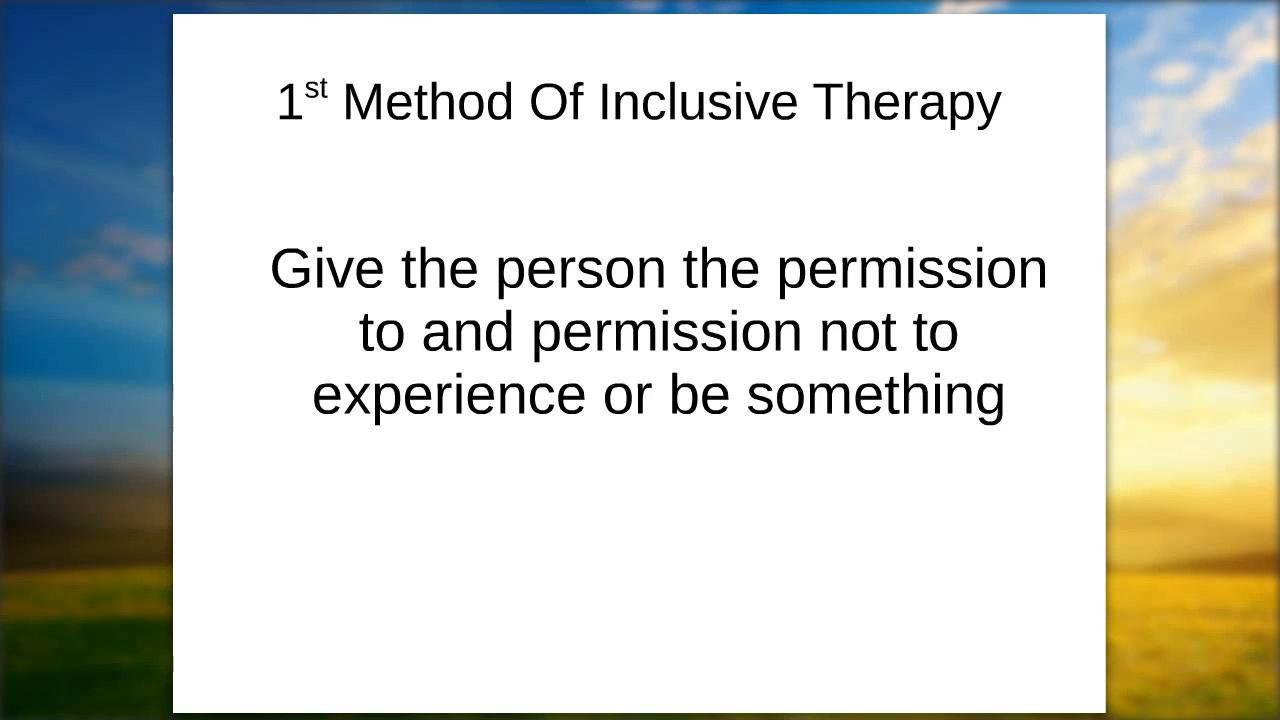 1st Method Of Inclusive Therapy
Give the person the permission
to and permission not to
experience or be something